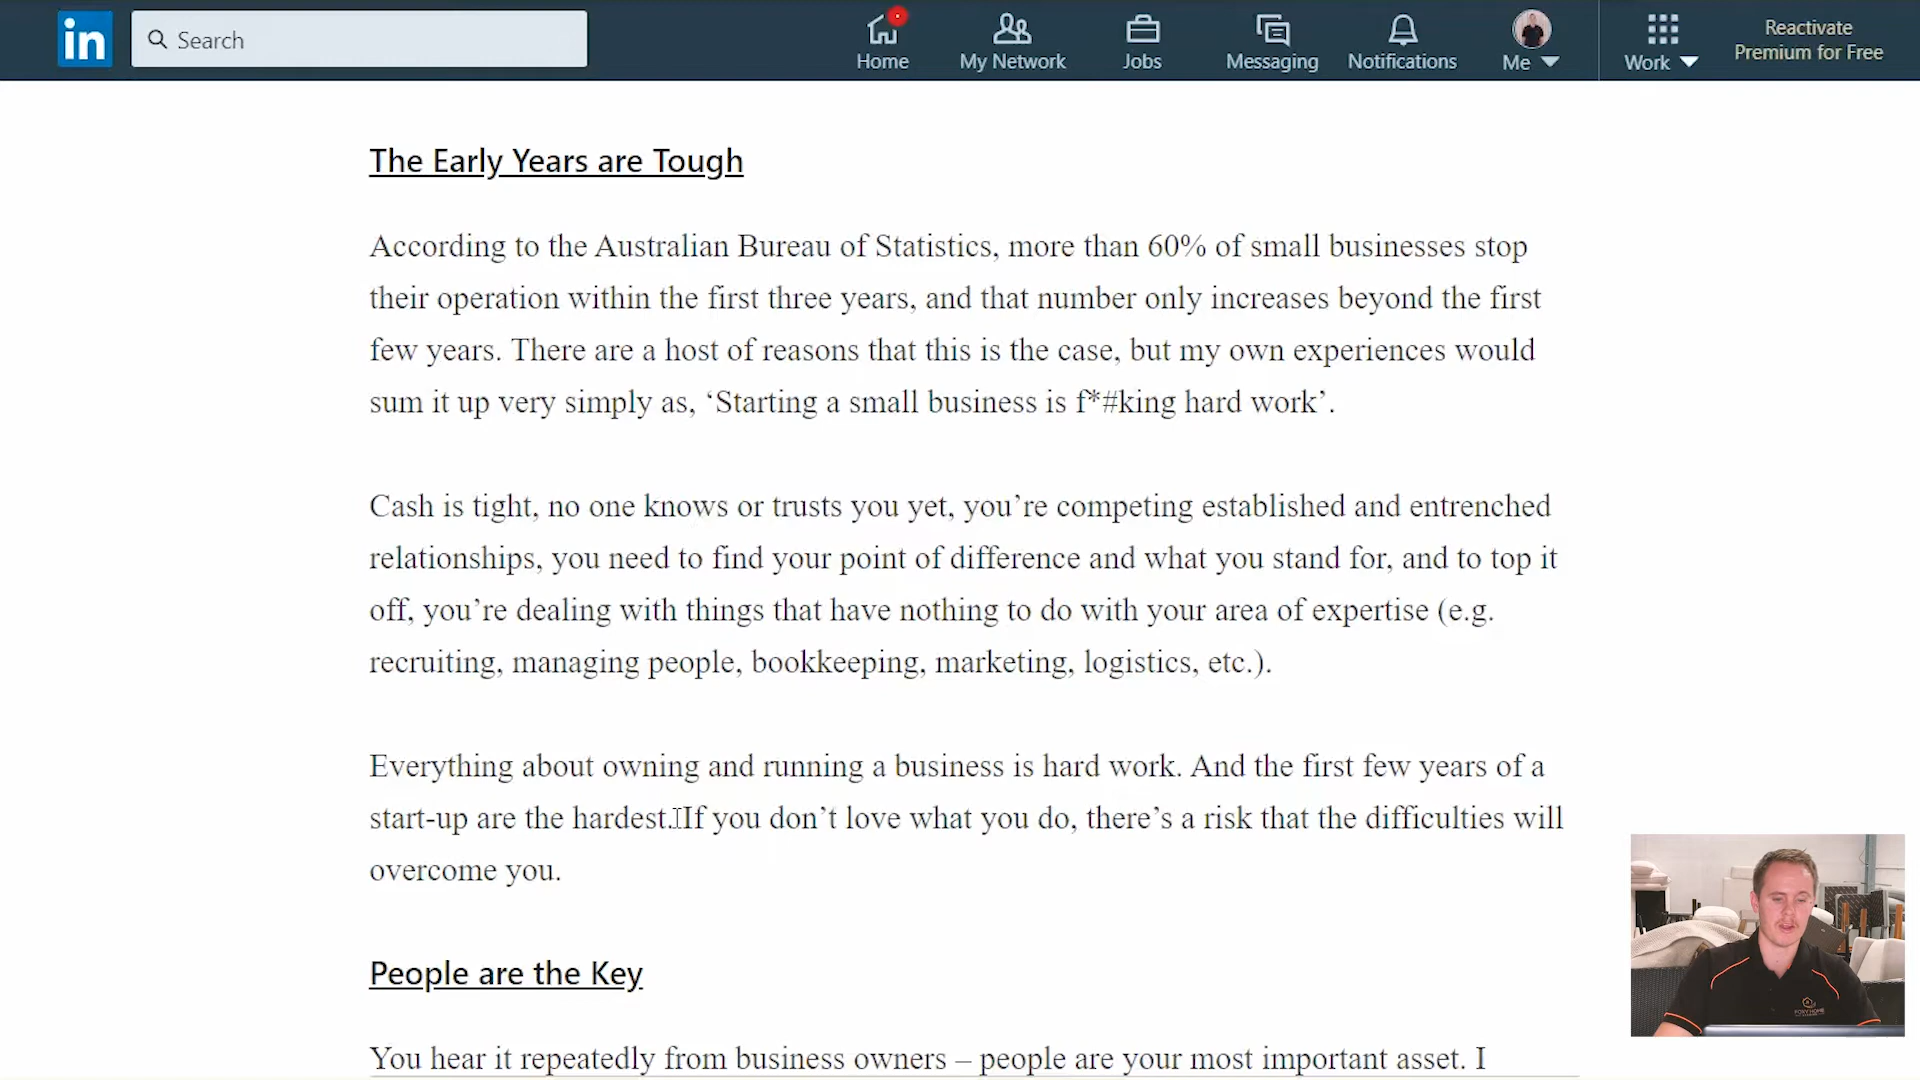 in
Search
Home
My Network
Jobs
Messaging
Notifications
Me
Work
Reactivate
Premium for Free
The Early Years are Tough
According to the Australian Bureau of Statistics, more than 60% of small businesses stop
their operation within the first three years, and that number only increases beyond the first
few years. There are a host of reasons that this is the case, but my own experiences would
sum it up very simply as, ‘Starting a small business is f*#king hard work’.
Cash is tight, no one knows or trusts you yet, you’re competing established and entrenched
relationships, you need to find your point of difference and what you stand for, and to top it
off, you’re dealing with things that have nothing to do with your area of expertise (e.g.
recruiting, managing people, bookkeeping, marketing, logistics, etc.).
Everything about owning and running a business is hard work. And the first few years of a
start-up are the hardest. If you don’t love what you do, there’s a risk that the difficulties will
overcome you.
People are the Key
You hear it repeatedly from business owners – people are your most important asset. I
FOXY HOME